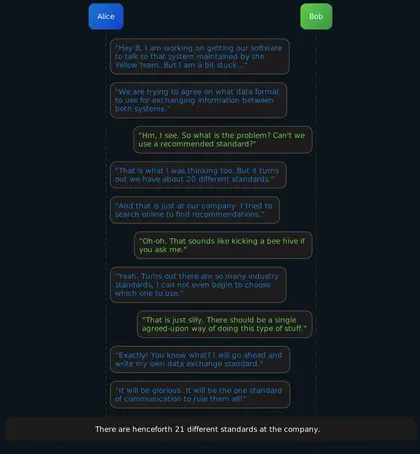 Alice
Bob
"Hey B. I am working on getting our software
to talk to that system maintained by the
Yellow team. But I am a bit stuck..."
"We are trying to agree on what data format
to use for exchanging information between
both systems."
"Hm, I see. So what is the problem? Can't we
use a recommended standard?"
"That is what I was thinking too. But it turns
out we have about 20 different standards."
"And that is just at our company. I tried to
search online to find recommendations."
"Oh-oh. That sounds like kicking a bee hive if
you ask me."
"Yeah. Turns out there are so many industry
standards, I can not even begin to choose
which one to use."
"That is just silly. There should be a single
agreed-upon way of doing this type of stuff."
"Exactly! You know what? I will go ahead and
write my own data exchange standard."
"It will be glorious. It will be the one standard
of communication to rule them all!"
There are henceforth 21 different standards at the company.